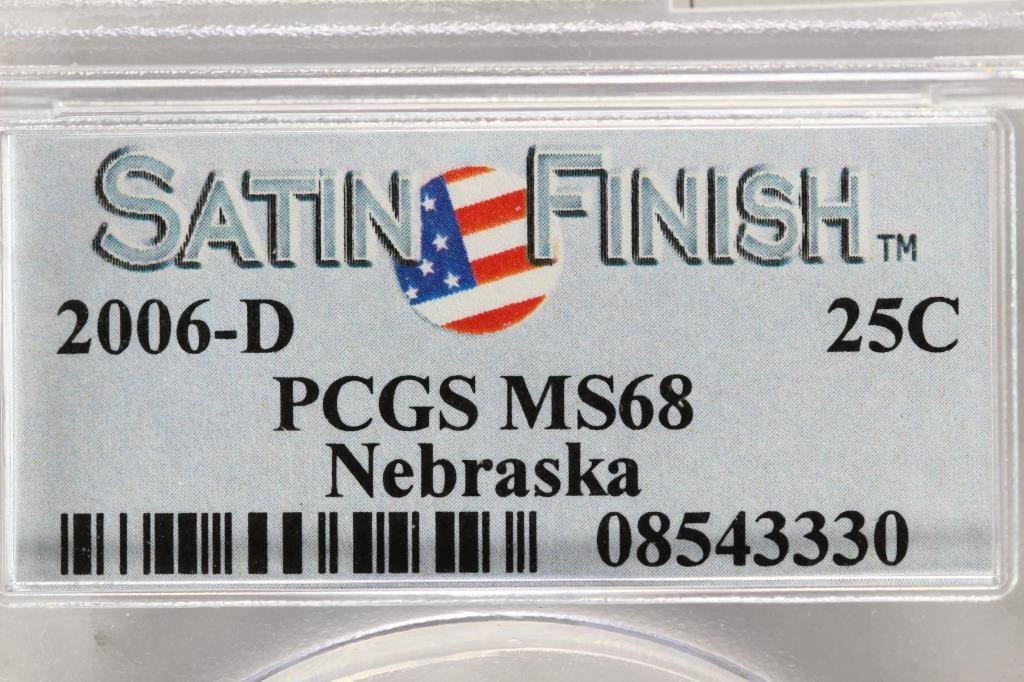 SATIN FINISH™
2006-D 25C
PCGS MS68
Nebraska
08543330